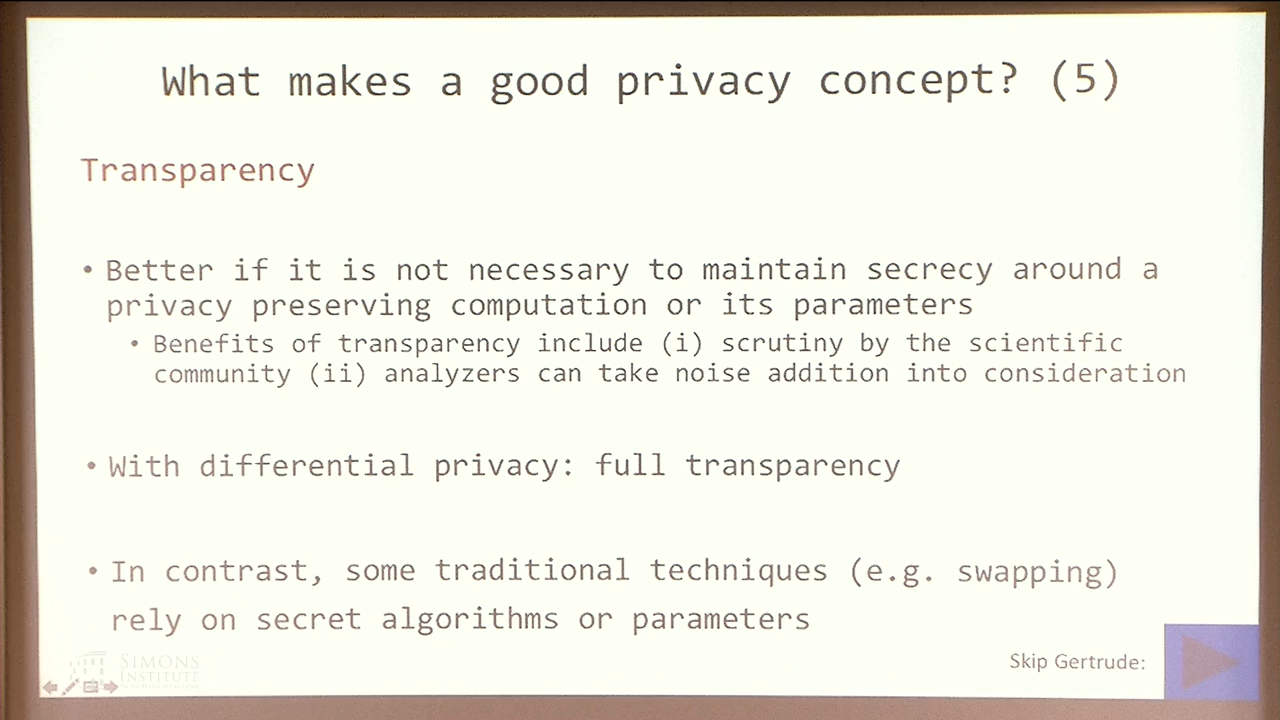 What makes a good privacy concept? (5)
Transparency
• Better if it is not necessary to maintain secrecy around a
privacy preserving computation or its parameters
• Benefits of transparency include (i) scrutiny by the scientific
community (ii) analyzers can take noise addition into consideration
• With differential privacy: full transparency
• In contrast, some traditional techniques (e.g. swapping)
rely on secret algorithms or parameters
Skip Gertrude:
SIMONS
INSTITUTE